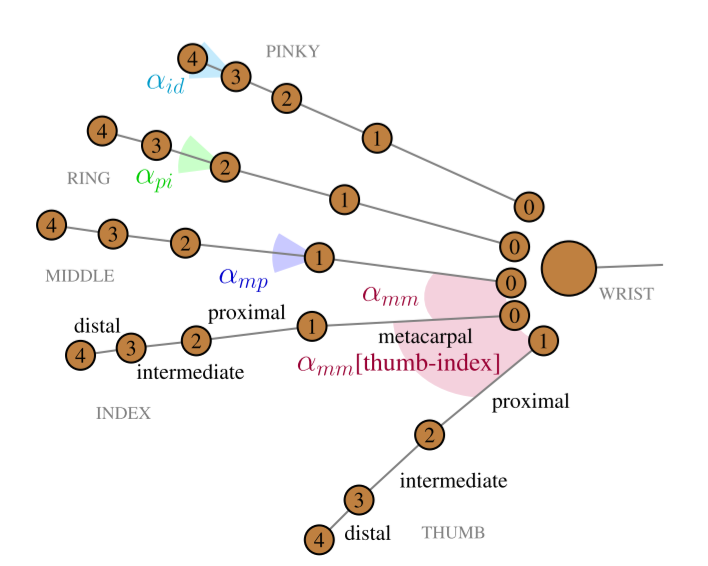 PINKY
4 3 2 1 0
α_id
RING
4 3 2 1 0
α_pi
MIDDLE
4 3 2 1 0
α_mp
α_mm
WRIST
INDEX
4 3 2 1 0
distal
intermediate
proximal
metacarpal
α_mm[thumb-index]
THUMB
1 2 3 4
proximal
intermediate
distal